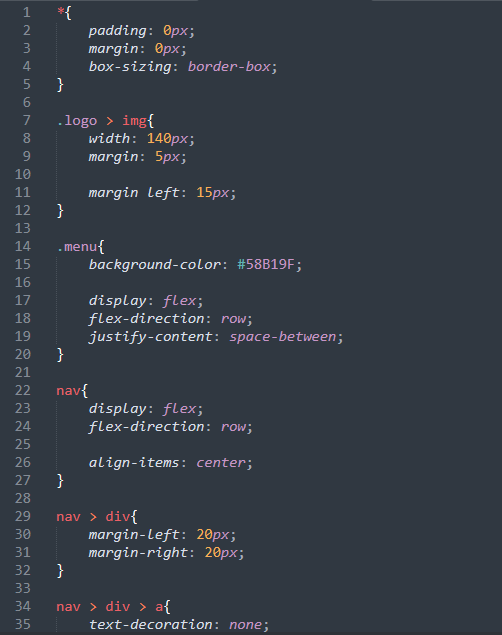 1 *{
2     padding: 0px;
3     margin: 0px;
4     box-sizing: border-box;
5 }
6
7 .logo > img{
8     width: 140px;
9     margin: 5px;
10
11     margin left: 15px;
12 }
13
14 .menu{
15     background-color: #58B19F;
16
17     display: flex;
18     flex-direction: row;
19     justify-content: space-between;
20 }
21
22 nav{
23     display: flex;
24     flex-direction: row;
25
26     align-items: center;
27 }
28
29 nav > div{
30     margin-left: 20px;
31     margin-right: 20px;
32 }
33
34 nav > div > a{
35     text-decoration: none;